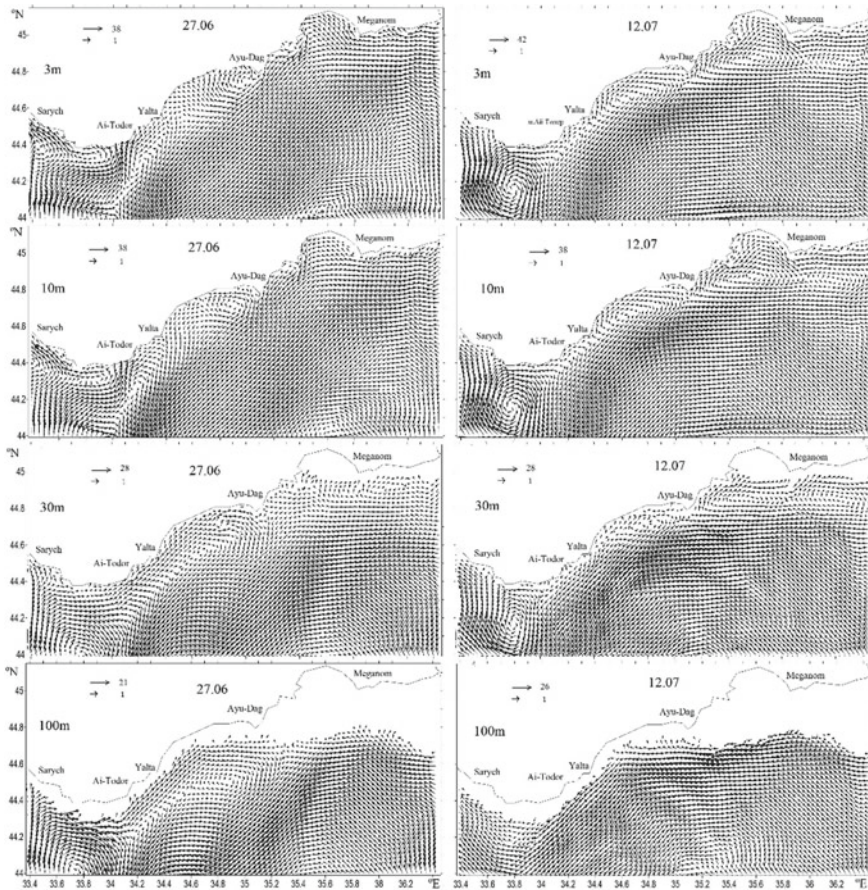 °N
45
44.8
44.6
44.4
44.2
44
3m
38
1
27.06
Meganom
Ayu-Dag
Yalta
Ai-Todor
Sarych
3m
42
1
12.07
Meganom
Ayu-Dag
Yalta
Sarych
°N
45
44.8
44.6
44.4
44.2
44
10m
38
1
27.06
Meganom
Ayu-Dag
Yalta
Ai-Todor
Sarych
10m
38
1
12.07
Meganom
Ayu-Dag
Yalta
Ai-Todor
Sarych
°N
45
44.8
44.6
44.4
44.2
44
30m
28
1
27.06
Meganom
Ayu-Dag
Yalta
Ai-Todor
Sarych
30m
28
1
12.07
Meganom
Ayu-Dag
Yalta
Ai-Todor
Sarych
°N
45
44.8
44.6
44.4
44.2
44
100m
21
1
27.06
Meganom
Ayu-Dag
Yalta
Ai-Todor
Sarych
33.4 33.6 33.8 34 34.2 34.4 34.6 34.8 35 35.2 35.4 35.6 35.8 36 36.2 °E
100m
26
1
12.07
Meganom
Ayu-Dag
Yalta
Ai-Todor
Sarych
33.4 33.6 33.8 34 34.2 34.4 34.6 34.8 35 35.2 35.4 35.6 35.8 36 36.2